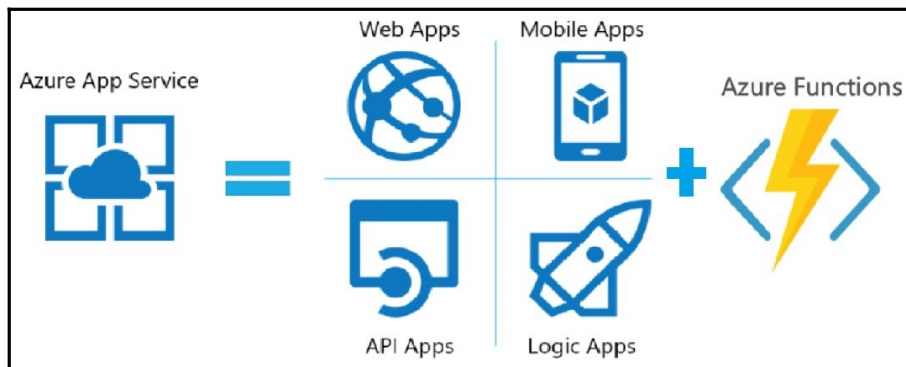 Web Apps
Mobile Apps
Azure App Service
Azure Functions
API Apps
Logic Apps